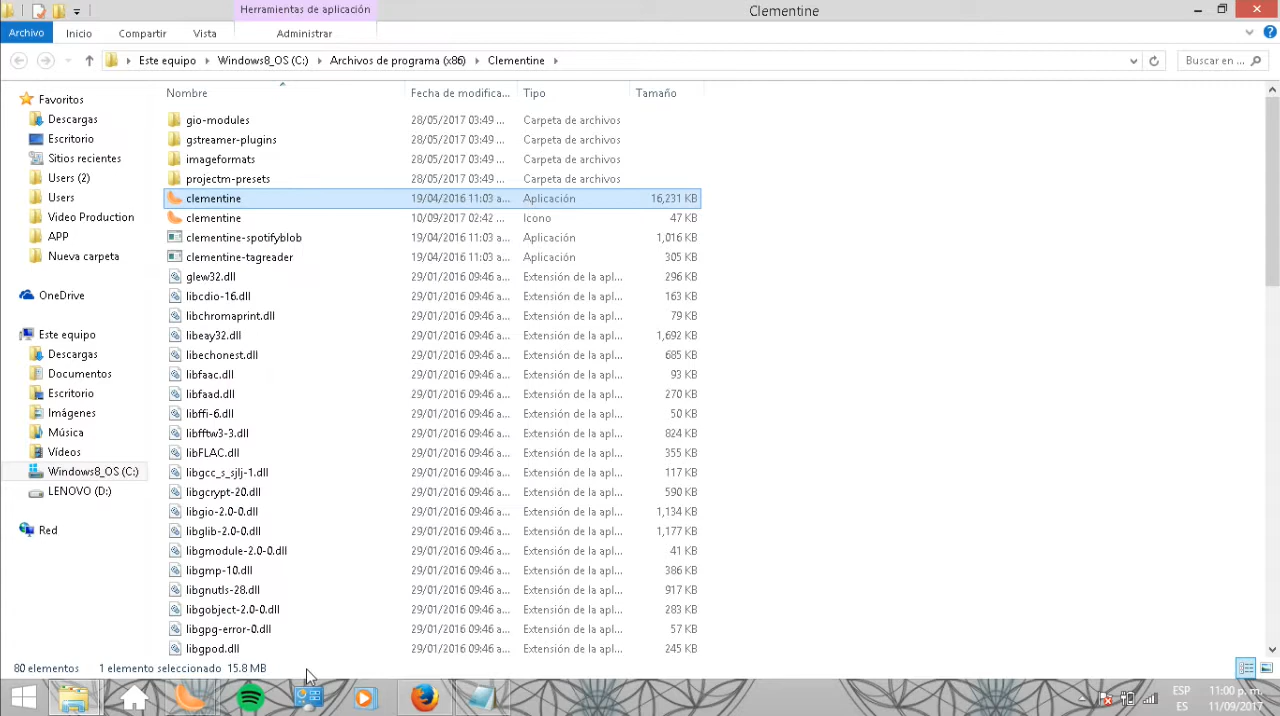 Herramientas de aplicación
Clementine
Archivo Inicio Compartir Vista Administrar
Este equipo Windows8_OS (C:) Archivos de programa (x86) Clementine Buscar en ...
Nombre Fecha de modifica... Tipo Tamaño
Favoritos
Descargas
Escritorio
Sitios recientes
Users (2)
Users
Video Production
APP
Nueva carpeta
OneDrive
Este equipo
Descargas
Documentos
Escritorio
Imágenes
Música
Vídeos
Windows8_OS (C:)
LENOVO (D:)
Red
gio-modules 28/05/2017 03:49 ... Carpeta de archivos
gstreamer-plugins 28/05/2017 03:49 ... Carpeta de archivos
imageformats 28/05/2017 03:49 ... Carpeta de archivos
projectm-presets 28/05/2017 03:49 ... Carpeta de archivos
clementine 19/04/2016 11:03 a... Aplicación 16,231 KB
clementine 10/09/2017 02:42 ... Icono 47 KB
clementine-spotifyblob 19/04/2016 11:03 a... Aplicación 1,016 KB
clementine-tagreader 19/04/2016 11:03 a... Aplicación 305 KB
glew32.dll 29/01/2016 09:46 a... Extensión de la apl... 296 KB
libcdio-16.dll 29/01/2016 09:46 a... Extensión de la apl... 163 KB
libchromaprint.dll 29/01/2016 09:46 a... Extensión de la apl... 79 KB
libeay32.dll 29/01/2016 09:46 a... Extensión de la apl... 1,692 KB
libechonest.dll 29/01/2016 09:46 a... Extensión de la apl... 685 KB
libfaac.dll 29/01/2016 09:46 a... Extensión de la apl... 93 KB
libfaad.dll 29/01/2016 09:46 a... Extensión de la apl... 270 KB
libffi-6.dll 29/01/2016 09:46 a... Extensión de la apl... 50 KB
libfftw3-3.dll 29/01/2016 09:46 a... Extensión de la apl... 824 KB
libFLAC.dll 29/01/2016 09:46 a... Extensión de la apl... 355 KB
libgcc_s_sjlj-1.dll 29/01/2016 09:46 a... Extensión de la apl... 117 KB
libgcrypt-20.dll 29/01/2016 09:46 a... Extensión de la apl... 590 KB
libgio-2.0-0.dll 29/01/2016 09:46 a... Extensión de la apl... 1,134 KB
libglib-2.0-0.dll 29/01/2016 09:46 a... Extensión de la apl... 1,177 KB
libgmodule-2.0-0.dll 29/01/2016 09:46 a... Extensión de la apl... 41 KB
libgmp-10.dll 29/01/2016 09:46 a... Extensión de la apl... 386 KB
libgnutls-28.dll 29/01/2016 09:46 a... Extensión de la apl... 917 KB
libgobject-2.0-0.dll 29/01/2016 09:46 a... Extensión de la apl... 283 KB
libgpg-error-0.dll 29/01/2016 09:46 a... Extensión de la apl... 57 KB
libgpod.dll 29/01/2016 09:46 a... Extensión de la apl... 245 KB
80 elementos 1 elemento seleccionado 15.8 MB
ESP 11:00 p. m.
ES 11/09/2017